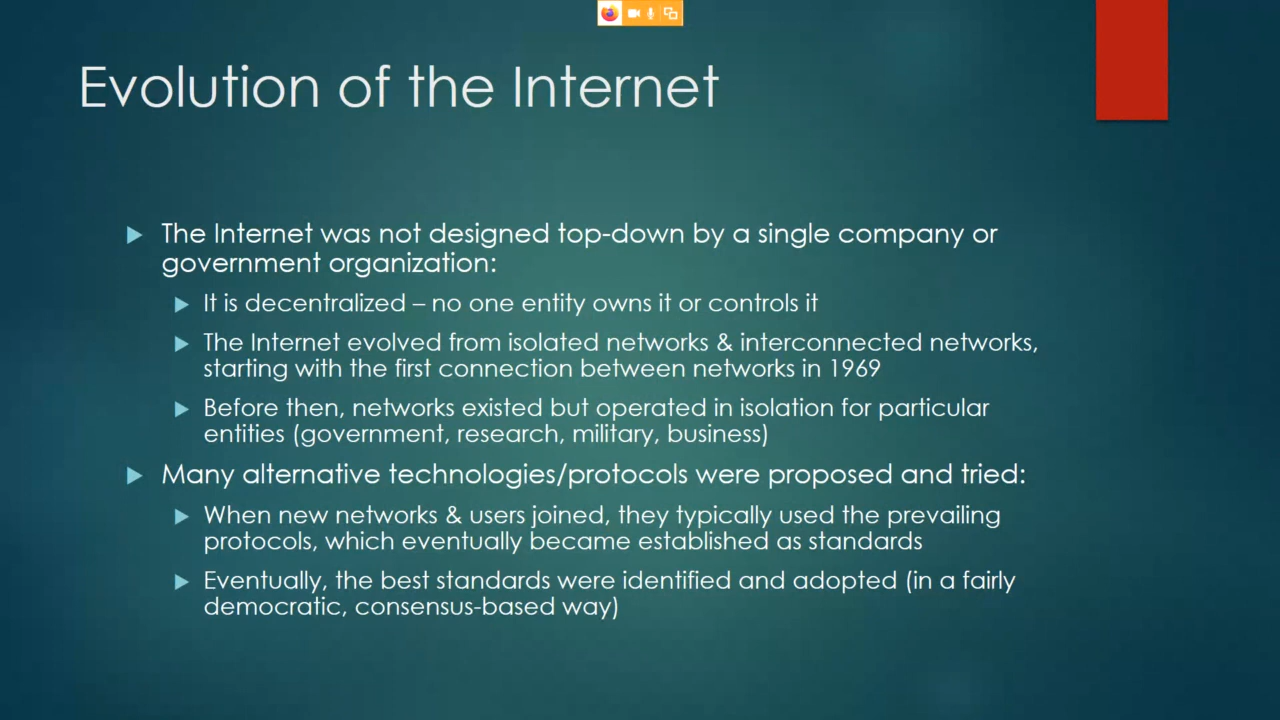 Evolution of the Internet
The Internet was not designed top-down by a single company or
government organization:
It is decentralized – no one entity owns it or controls it
The Internet evolved from isolated networks & interconnected networks,
starting with the first connection between networks in 1969
Before then, networks existed but operated in isolation for particular
entities (government, research, military, business)
Many alternative technologies/protocols were proposed and tried:
When new networks & users joined, they typically used the prevailing
protocols, which eventually became established as standards
Eventually, the best standards were identified and adopted (in a fairly
democratic, consensus-based way)